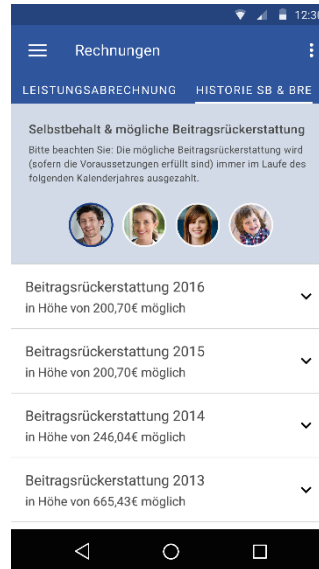 12:30
Rechnungen
LEISTUNGSABRECHNUNG HISTORIE SB & BRE
Selbstbehalt & mögliche Beitragsrückerstattung
Bitte beachten Sie: Die mögliche Beitragsrückerstattung wird
(sofern die Voraussetzungen erfüllt sind) immer im Laufe des
folgenden Kalenderjahres ausgezahlt.
Beitragsrückerstattung 2016
in Höhe von 200,70€ möglich
Beitragsrückerstattung 2015
in Höhe von 200,70€ möglich
Beitragsrückerstattung 2014
in Höhe von 246,04€ möglich
Beitragsrückerstattung 2013
in Höhe von 665,43€ möglich